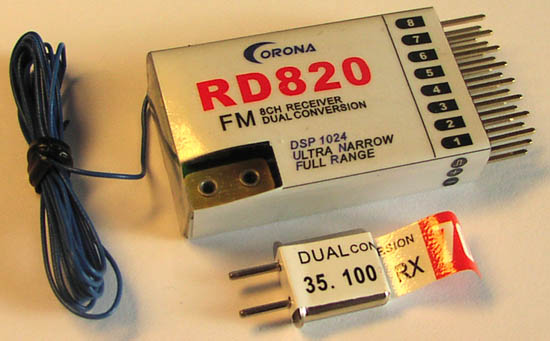 CORONA
RD820
FM 8CH RECEIVER
DUAL CONVERSION
DSP 1024
ULTRA NARROW
FULL RANGE
8
7
6
5
4
3
2
1
DUAL CONVERSION
35.100 RX